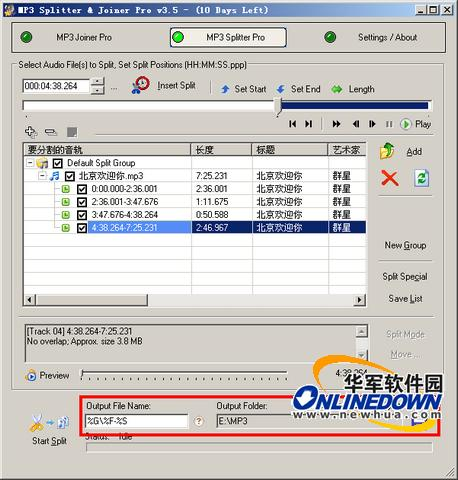 MP3 Splitter & Joiner Pro v3.5 - (10 Days Left)
MP3 Joiner Pro
MP3 Splitter Pro
Settings / About
Select Audio File(s) to Split, Set Split Positions (HH:MM:SS.ppp)
000:04:38.264 ... Insert Split Set Start Set End Length
Play
要分割的音轨 长度 标题 艺术家
Default Split Group
北京欢迎你.mp3 7:25.231 北京欢迎你 群星
0:00.000-2:36.001 2:36.001 北京欢迎你 群星
2:36.001-3:47.676 1:11.675 北京欢迎你 群星
3:47.676-4:38.264 0:50.588 北京欢迎你 群星
4:38.264-7:25.231 2:46.967 北京欢迎你 群星
Add
New Group
Split Special
Save List
[Track 04] 4:38.264-7:25.231
No overlap; Approx. size 3.8 MB
Split Mode
Move ...
Preview
4:38.264
华军软件园
ONLINEDOWN
www.newhua.com
Output File Name:
Output Folder:
%G\%F-%S
E:\MP3
Start Split
Status: Idle